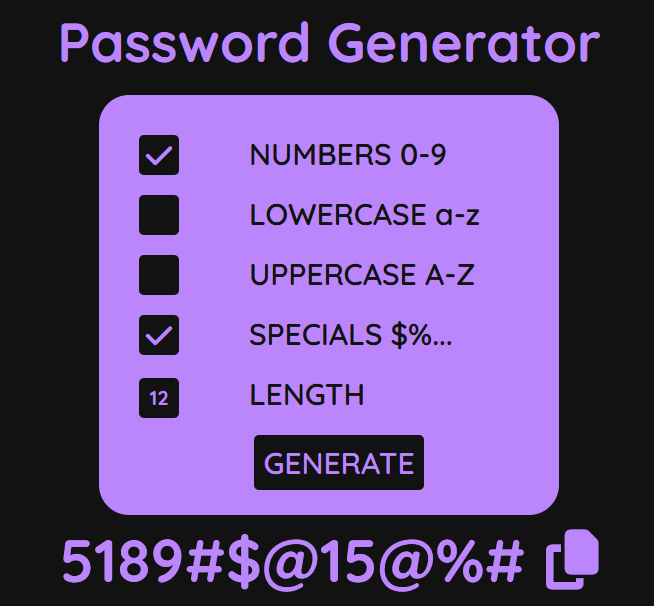 Password Generator
NUMBERS 0-9
LOWERCASE a-z
UPPERCASE A-Z
SPECIALS $%...
12 LENGTH
GENERATE
5189#$@15@%#